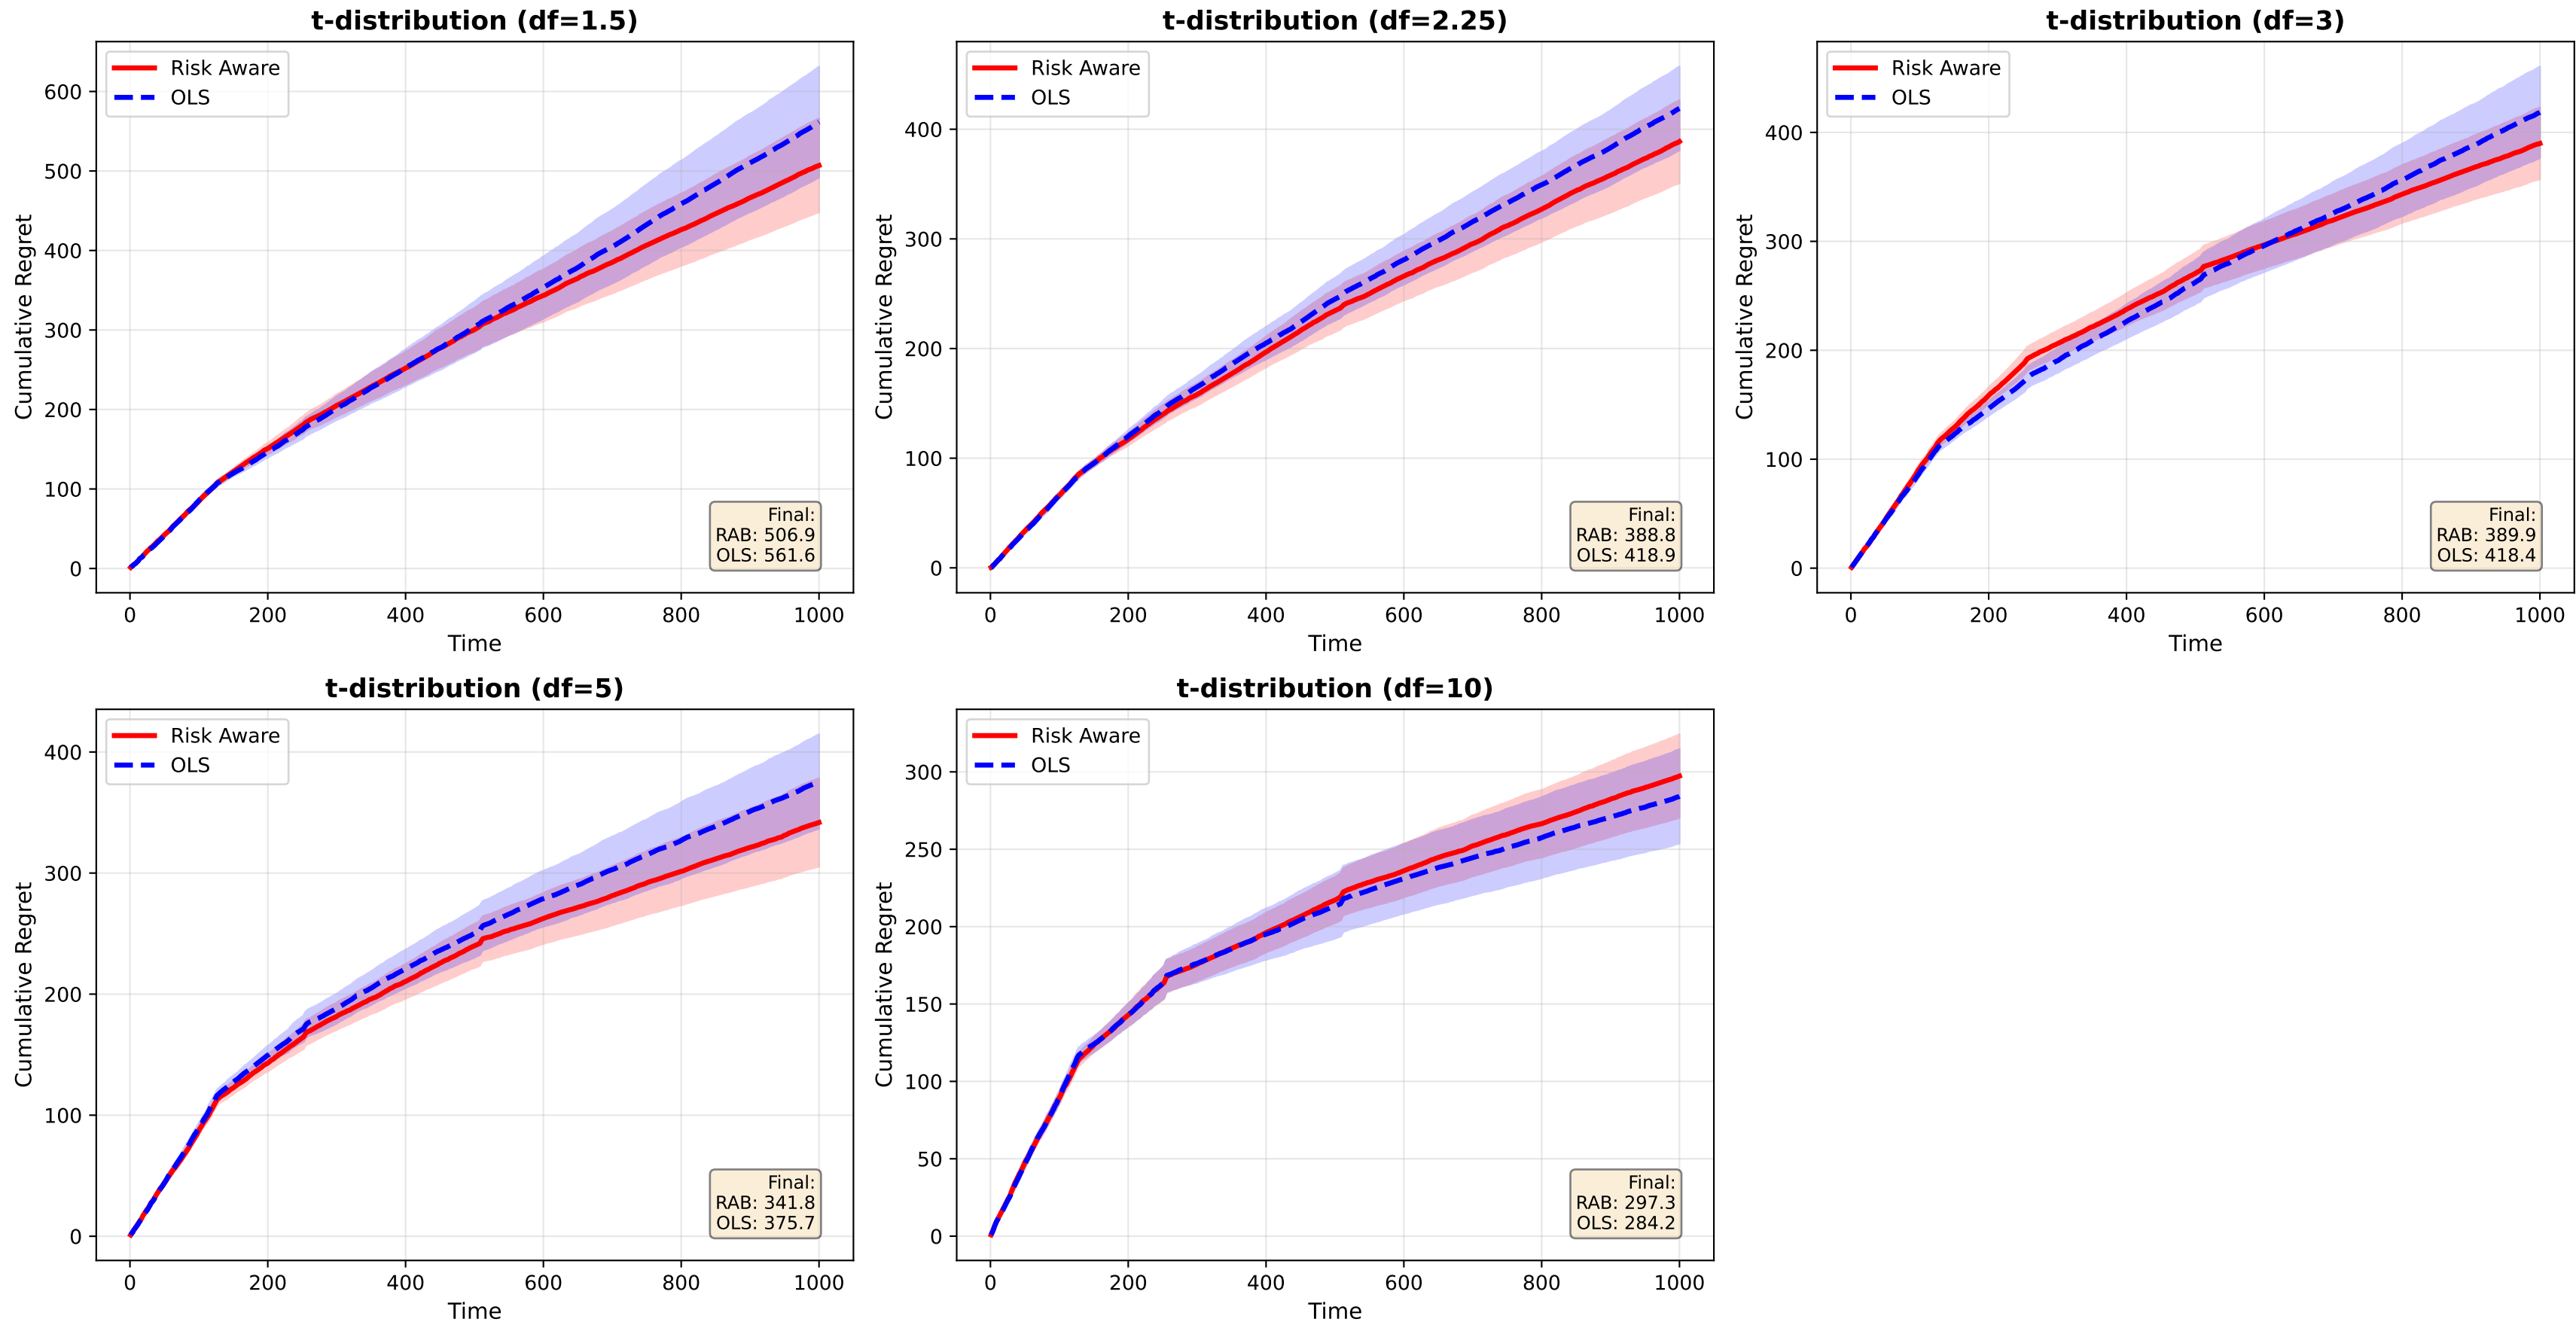 t-distribution (df=1.5)
Risk Aware
OLS
Cumulative Regret
600
500
400
300
200
100
0
Final:
RAB: 506.9
OLS: 561.6
0 200 400 600 800 1000
Time
t-distribution (df=2.25)
Risk Aware
OLS
Cumulative Regret
400
300
200
100
0
Final:
RAB: 388.8
OLS: 418.9
0 200 400 600 800 1000
Time
t-distribution (df=3)
Risk Aware
OLS
Cumulative Regret
400
300
200
100
0
Final:
RAB: 389.9
OLS: 418.4
0 200 400 600 800 1000
Time
t-distribution (df=5)
Risk Aware
OLS
Cumulative Regret
400
300
200
100
0
Final:
RAB: 341.8
OLS: 375.7
0 200 400 600 800 1000
Time
t-distribution (df=10)
Risk Aware
OLS
Cumulative Regret
300
250
200
150
100
50
0
Final:
RAB: 297.3
OLS: 284.2
0 200 400 600 800 1000
Time